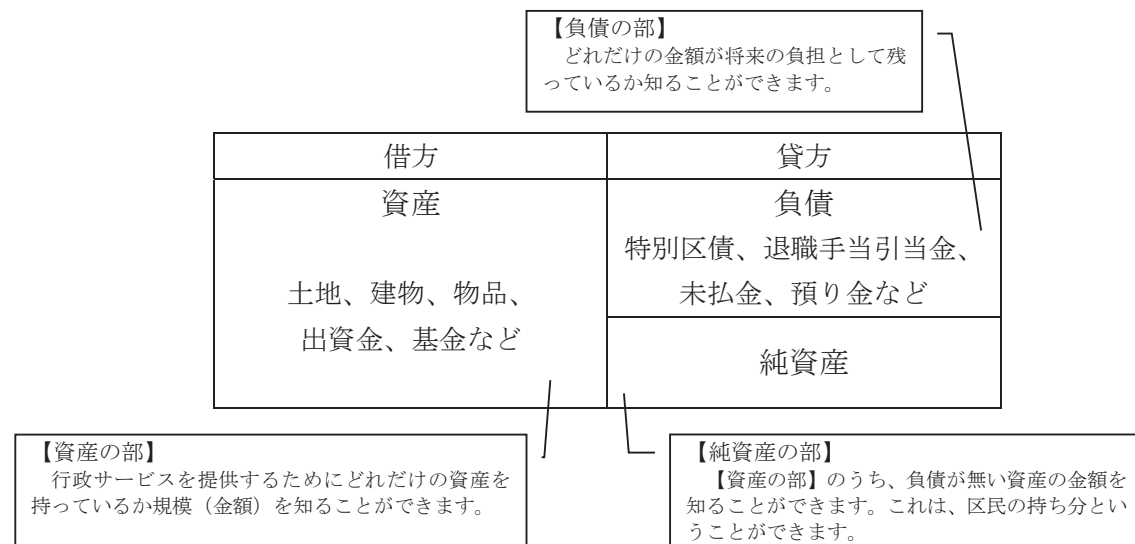 【負債の部】
どれだけの金額が将来の負担として残
っているか知ることができます。
借方
貸方
資産
土地、建物、物品、
出資金、基金など
負債
特別区債、退職手当引当金、
未払金、預り金など
純資産
【資産の部】
行政サービスを提供するためにどれだけの資産を
持っているか規模（金額）を知ることができます。
【純資産の部】
【資産の部】のうち、負債が無い資産の金額を
知ることができます。これは、区民の持ち分とい
うことができます。